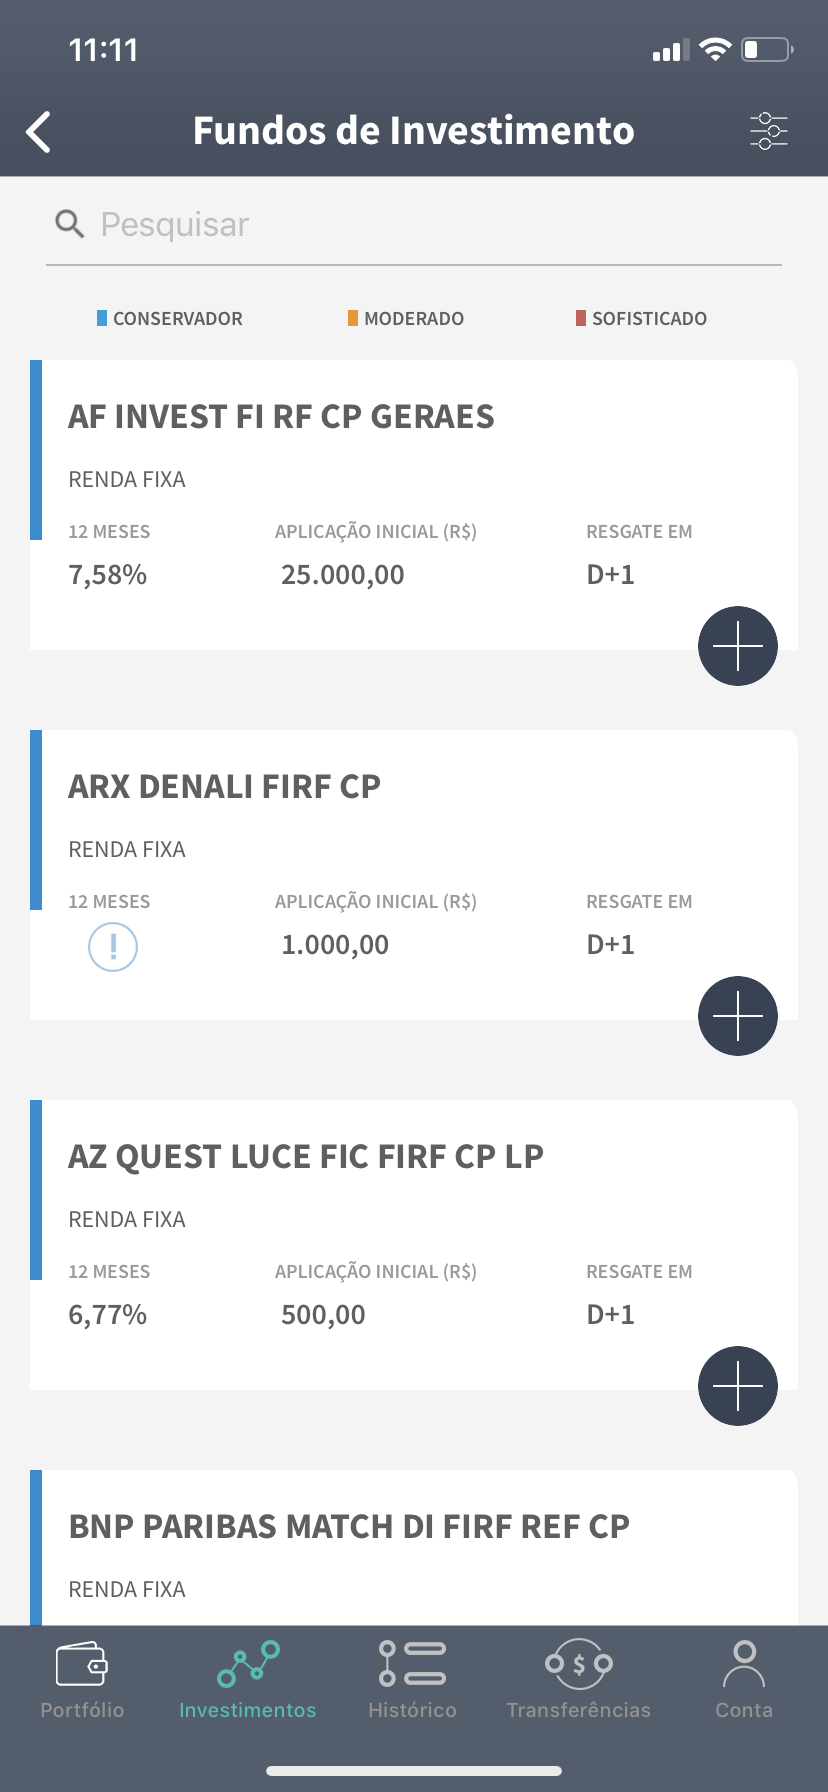 11:11
Fundos de Investimento
Pesquisar
CONSERVADOR MODERADO SOFISTICADO
AF INVEST FI RF CP GERAES
RENDA FIXA
12 MESES APLICAÇÃO INICIAL (R$) RESGATE EM
7,58% 25.000,00 D+1
ARX DENALI FIRF CP
RENDA FIXA
12 MESES APLICAÇÃO INICIAL (R$) RESGATE EM
! 1.000,00 D+1
AZ QUEST LUCE FIC FIRF CP LP
RENDA FIXA
12 MESES APLICAÇÃO INICIAL (R$) RESGATE EM
6,77% 500,00 D+1
BNP PARIBAS MATCH DI FIRF REF CP
RENDA FIXA
$
Portfólio Investimentos Histórico Transferências Conta